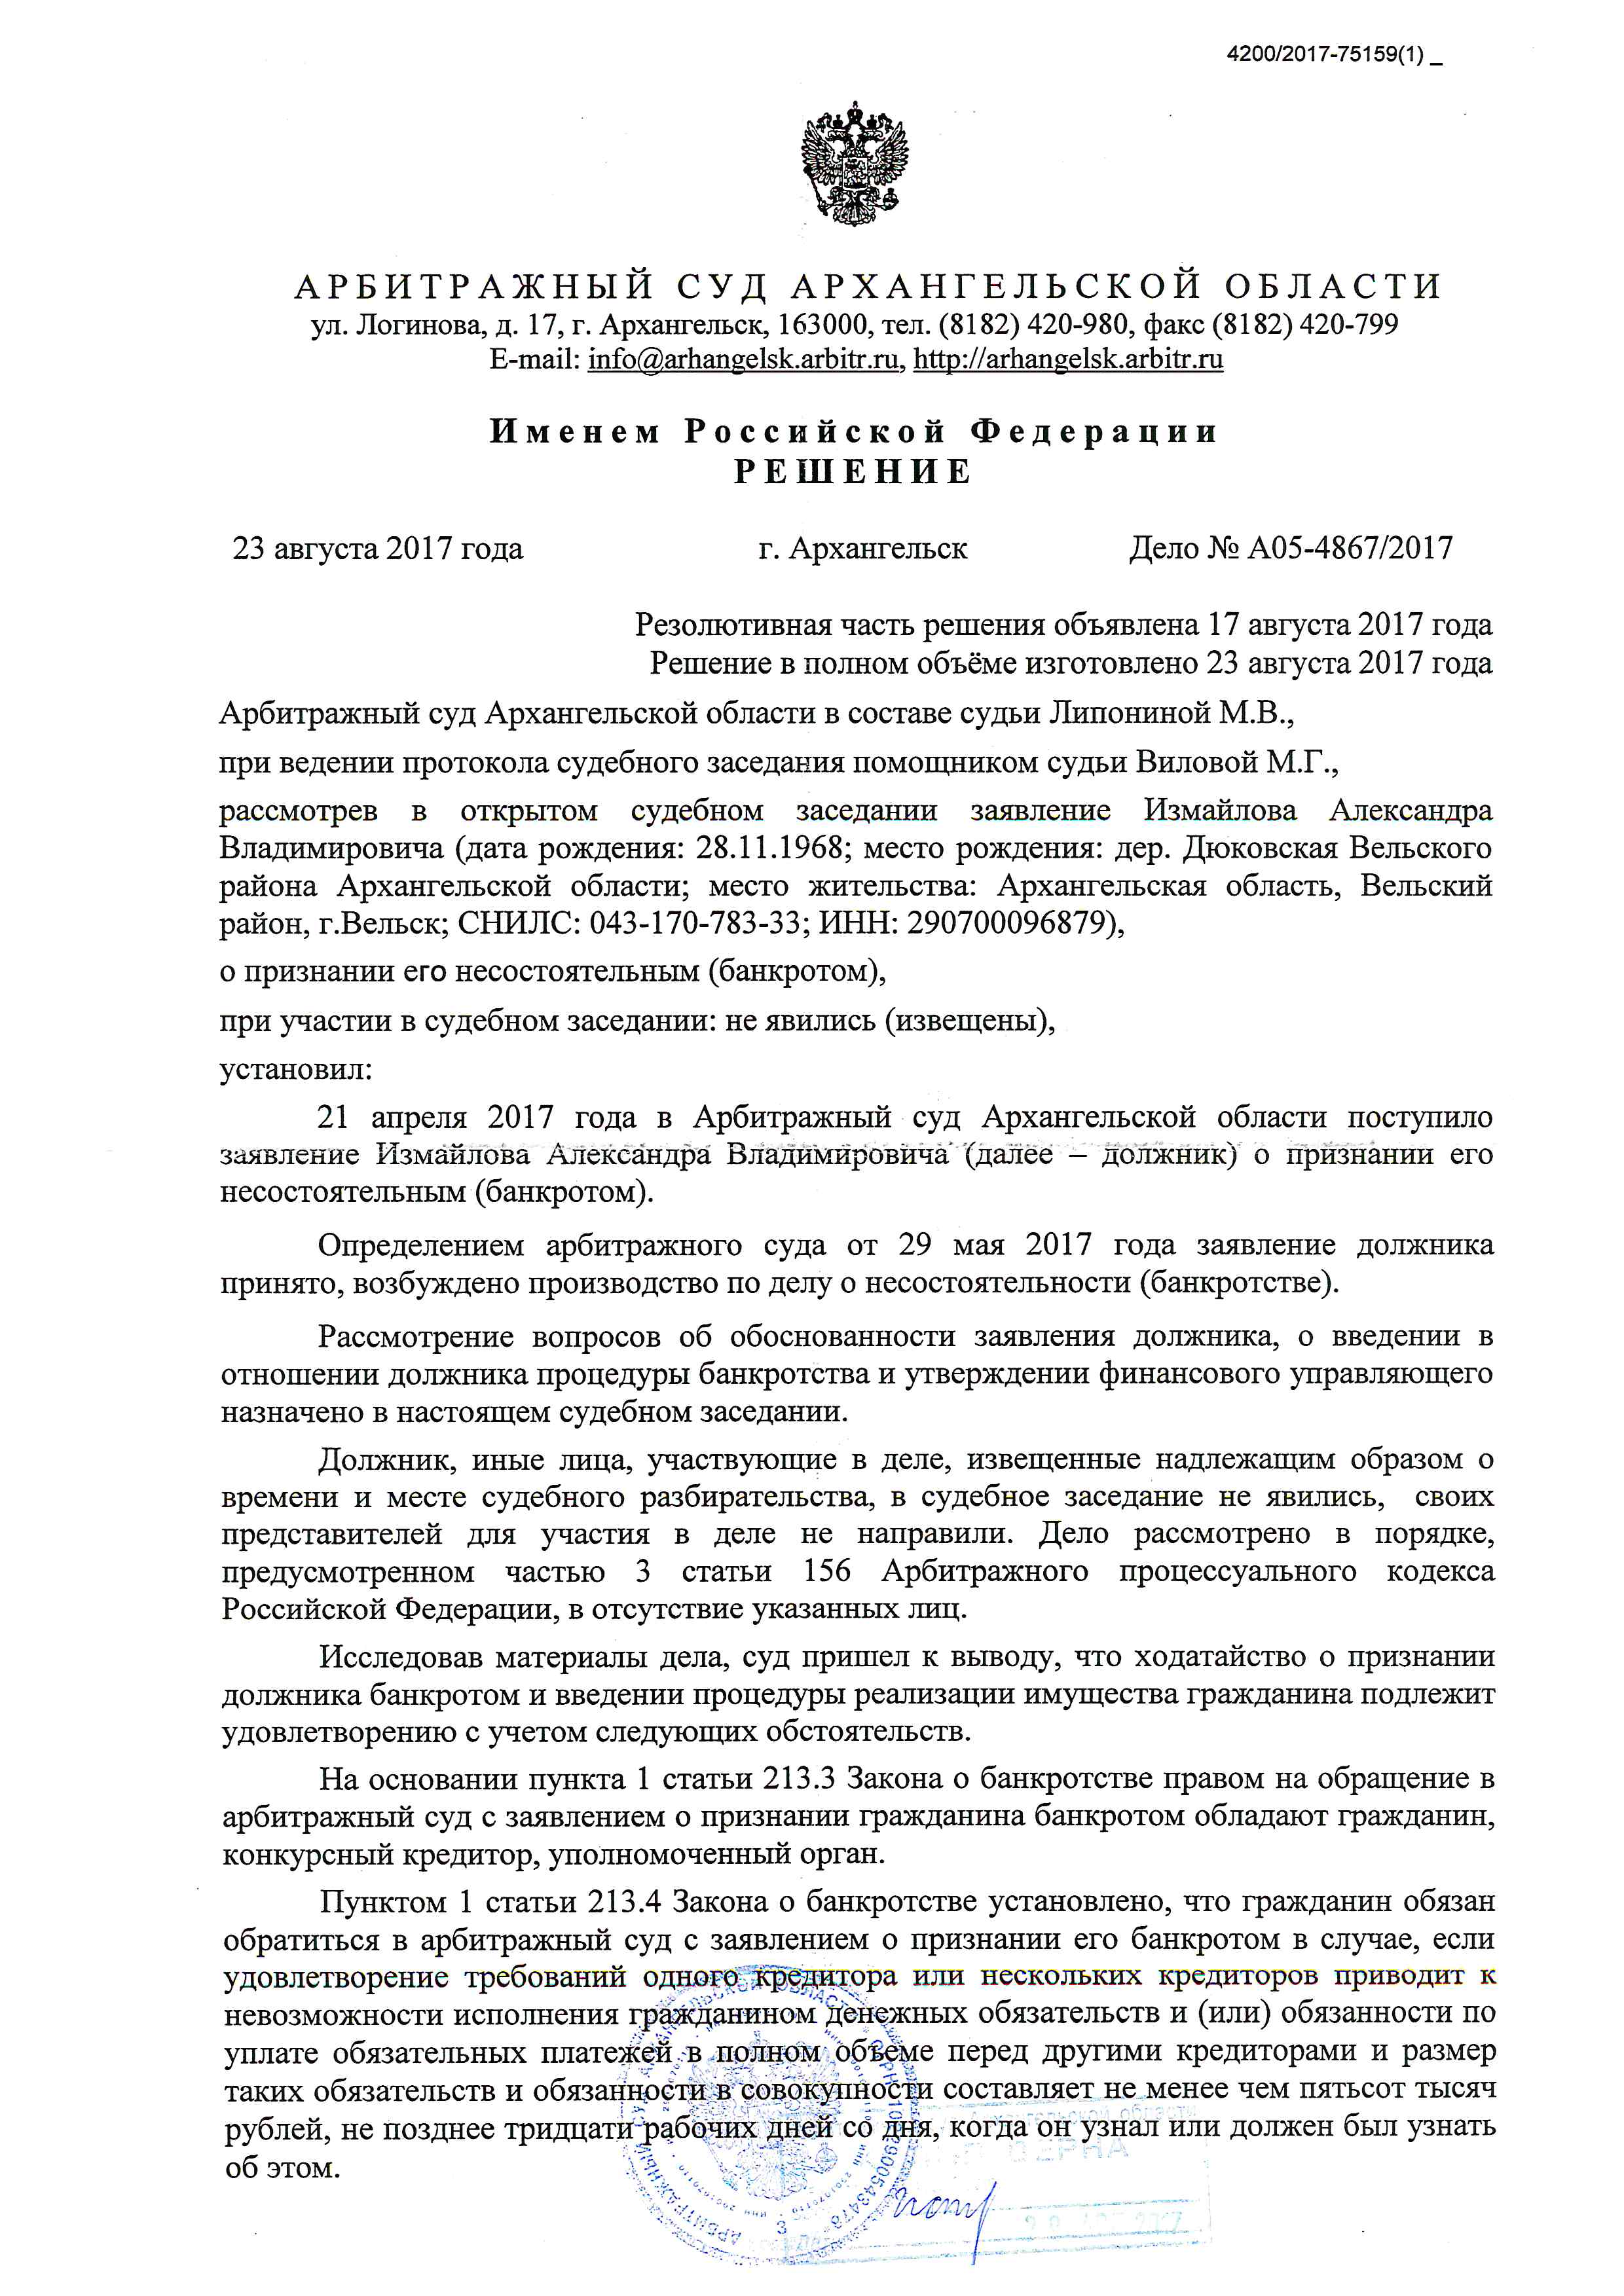 4200/2017-75159(1) _
АРБИТРАЖНЫЙ СУД АРХАНГЕЛЬСКОЙ ОБЛАСТИ
ул. Логинова, д. 17, г. Архангельск, 163000, тел. (8182) 420-980, факс (8182) 420-799
E-mail: info@arhangelsk.arbitr.ru, http://arhangelsk.arbitr.ru
Именем Российской Федерации
РЕШЕНИЕ
23 августа 2017 года г. Архангельск Дело № А05-4867/2017
Резолютивная часть решения объявлена 17 августа 2017 года
Решение в полном объёме изготовлено 23 августа 2017 года
Арбитражный суд Архангельской области в составе судьи Липониной М.В.,
при ведении протокола судебного заседания помощником судьи Виловой М.Г.,
рассмотрев в открытом судебном заседании заявление Измайлова Александра
Владимировича (дата рождения: 28.11.1968; место рождения: дер. Дюковская Вельского
района Архангельской области; место жительства: Архангельская область, Вельский
район, г.Вельск; СНИЛС: 043-170-783-33; ИНН: 290700096879),
о признании его несостоятельным (банкротом),
при участии в судебном заседании: не явились (извещены),
установил:
21 апреля 2017 года в Арбитражный суд Архангельской области поступило
заявление Измайлова Александра Владимировича (далее – должник) о признании его
несостоятельным (банкротом).
Определением арбитражного суда от 29 мая 2017 года заявление должника
принято, возбуждено производство по делу о несостоятельности (банкротстве).
Рассмотрение вопросов об обоснованности заявления должника, о введении в
отношении должника процедуры банкротства и утверждении финансового управляющего
назначено в настоящем судебном заседании.
Должник, иные лица, участвующие в деле, извещенные надлежащим образом о
времени и месте судебного разбирательства, в судебное заседание не явились, своих
представителей для участия в деле не направили. Дело рассмотрено в порядке,
предусмотренном частью 3 статьи 156 Арбитражного процессуального кодекса
Российской Федерации, в отсутствие указанных лиц.
Исследовав материалы дела, суд пришел к выводу, что ходатайство о признании
должника банкротом и введении процедуры реализации имущества гражданина подлежит
удовлетворению с учетом следующих обстоятельств.
На основании пункта 1 статьи 213.3 Закона о банкротстве правом на обращение в
арбитражный суд с заявлением о признании гражданина банкротом обладают гражданин,
конкурсный кредитор, уполномоченный орган.
Пунктом 1 статьи 213.4 Закона о банкротстве установлено, что гражданин обязан
обратиться в арбитражный суд с заявлением о признании его банкротом в случае, если
удовлетворение требований одного кредитора или нескольких кредиторов приводит к
невозможности исполнения гражданином денежных обязательств и (или) обязанности по
уплате обязательных платежей в полном объеме перед другими кредиторами и размер
таких обязательств и обязанности в совокупности составляет не менее чем пятьсот тысяч
рублей, не позднее тридцати рабочих дней со дня, когда он узнал или должен был узнать
об этом.